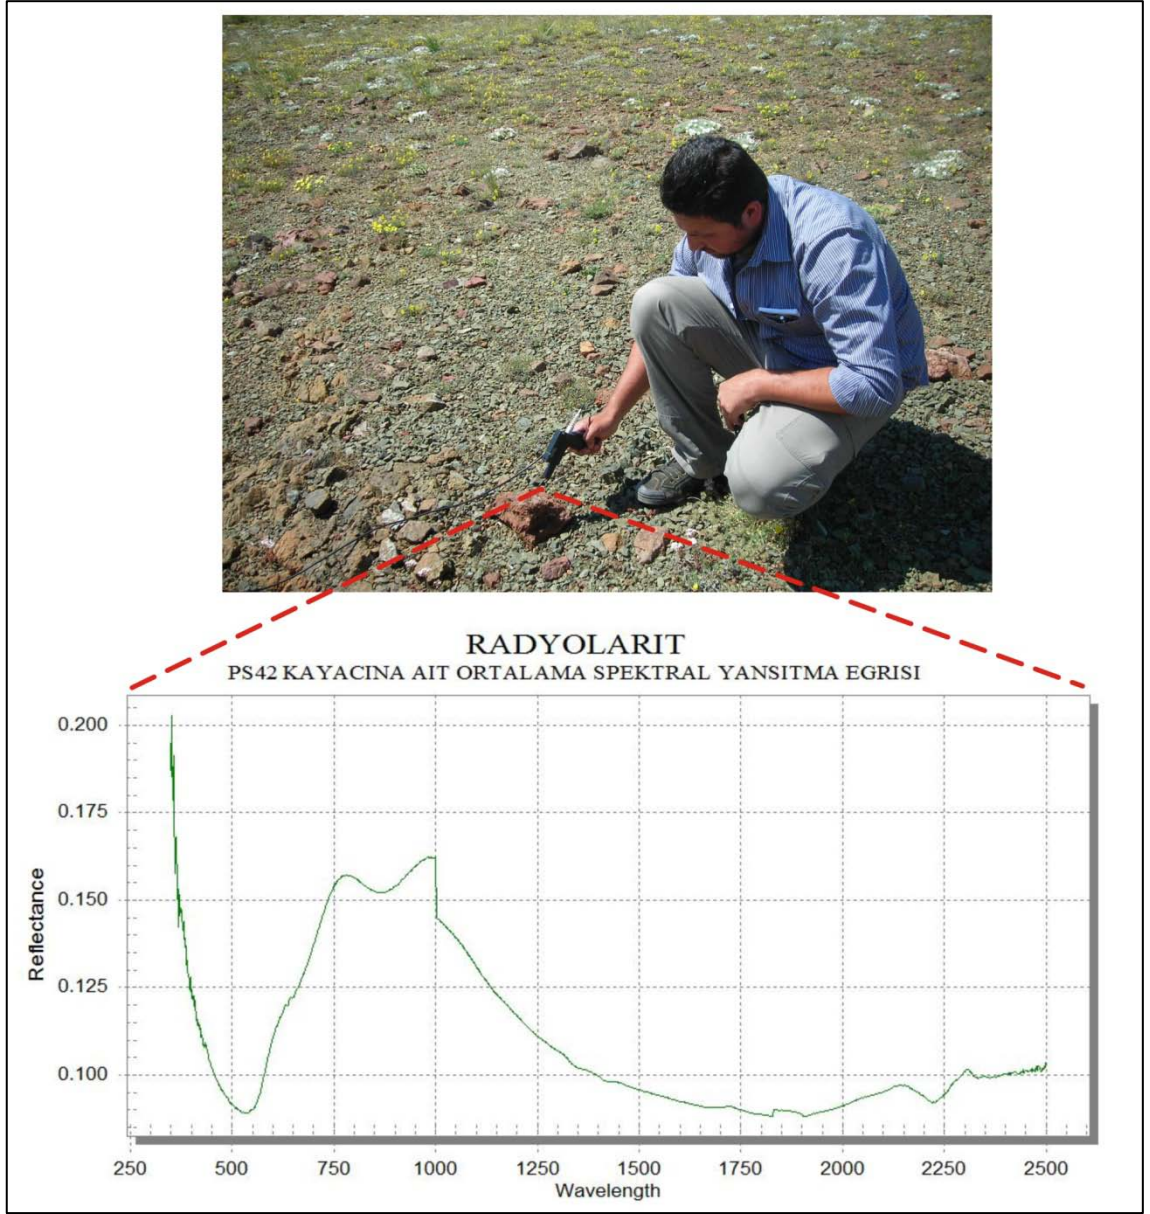 RADYOLARIT
PS42 KAYACINA AIT ORTALAMA SPEKTRAL YANSITMA EGRISI
0.200
0.175
0.150
0.125
0.100
Reflectance
250 500 750 1000 1250 1500 1750 2000 2250 2500
Wavelength